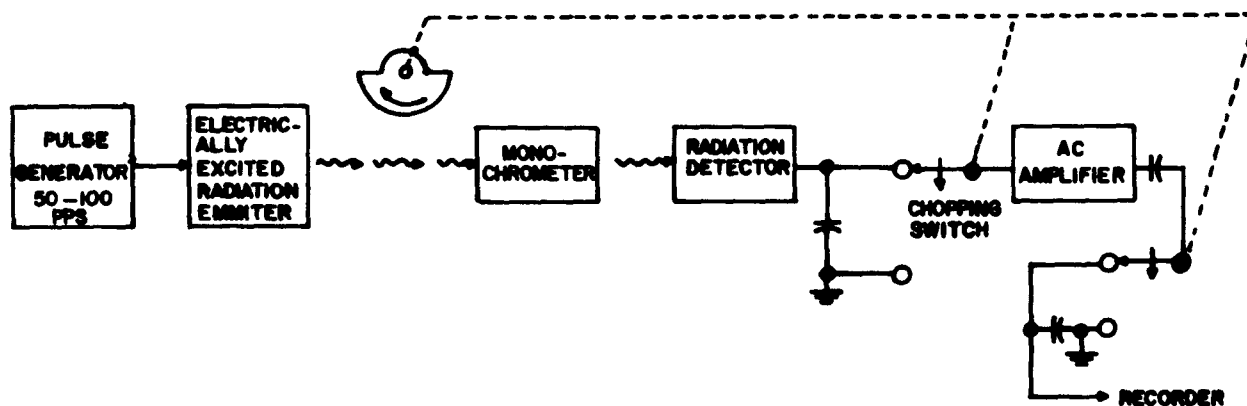 PULSE
GENERATOR
50-100
PPS
ELECTRIC-
ALLY
EXCITED
RADIATION
EMMITER
MONO-
CHROMETER
RADIATION
DETECTOR
CHOPPING
SWITCH
AC
AMPLIFIER
RECORDER